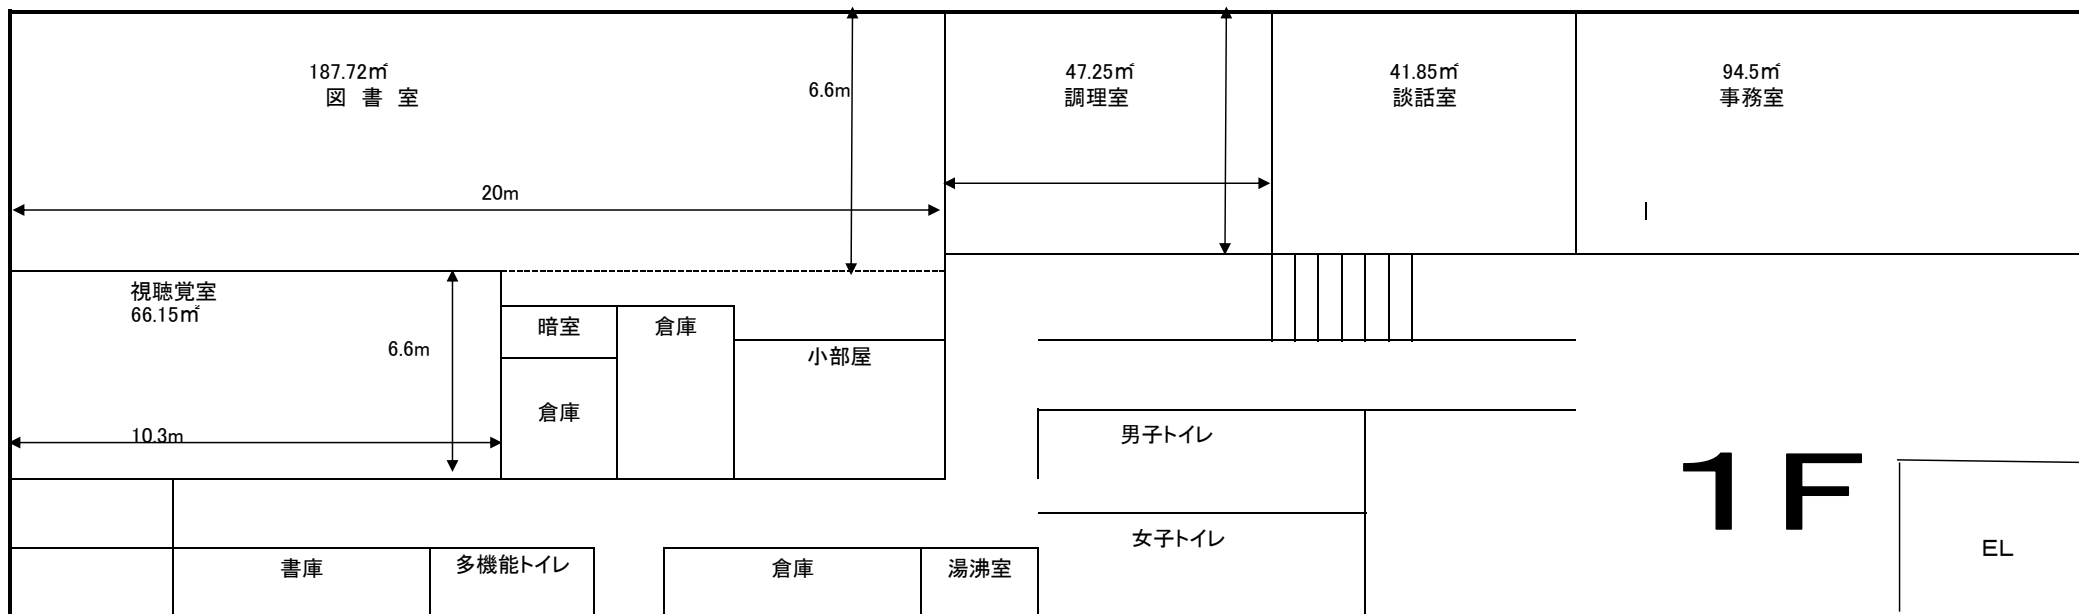 187.72㎡
図 書 室
6.6m
47.25㎡
調理室
41.85㎡
談話室
94.5㎡
事務室
20m
視聴覚室
66.15㎡
6.6m
10.3m
暗室
倉庫
倉庫
小部屋
男子トイレ
女子トイレ
1F
EL
書庫
多機能トイレ
倉庫
湯沸室